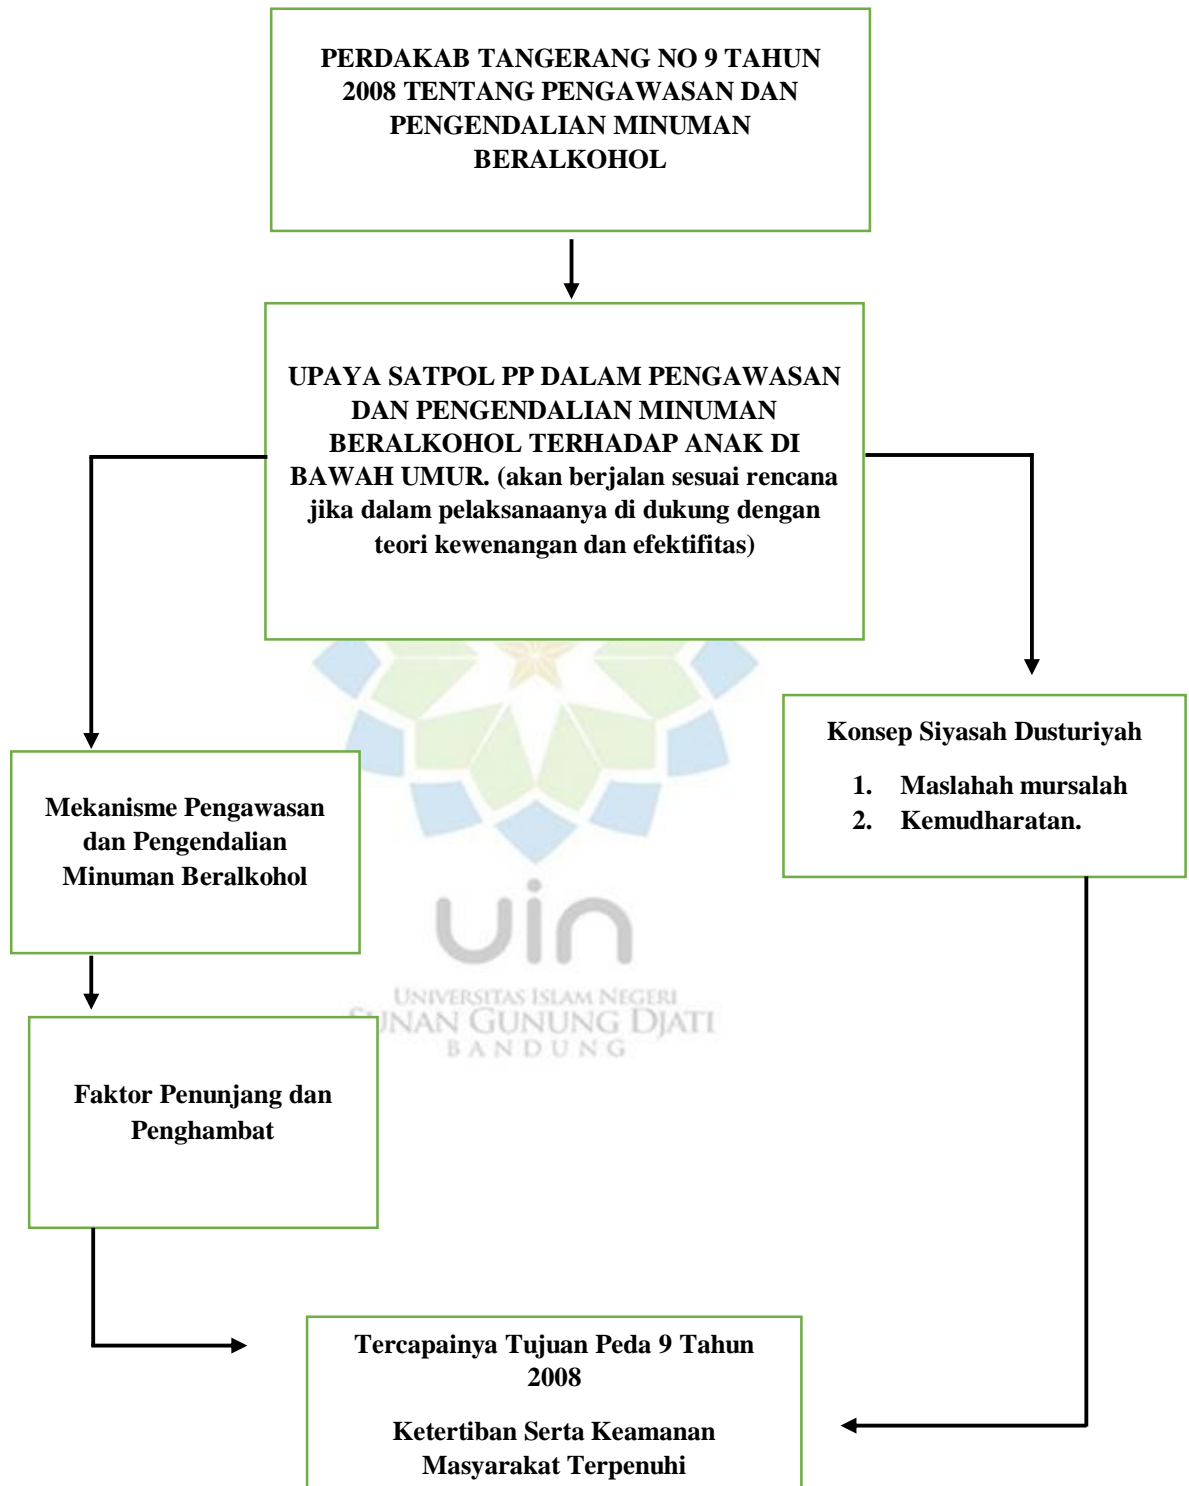 PERDAKAB TANGERANG NO 9 TAHUN
2008 TENTANG PENGAWASAN DAN
PENGENDALIAN MINUMAN
BERALKOHOL
UPAYA SATPOL PP DALAM PENGAWASAN
DAN PENGENDALIAN MINUMAN
BERALKOHOL TERHADAP ANAK DI
BAWAH UMUR. (akan berjalan sesuai rencana
jika dalam pelaksanaanya di dukung dengan
teori kewenangan dan efektifitas)
Mekanisme Pengawasan
dan Pengendalian
Minuman Beralkohol
Konsep Siyasah Dusturiyah
1. Maslahah mursalah
2. Kemudharatan.
uin
UNIVERSITAS ISLAM NEGERI
SUNAN GUNUNG DJATI
BANDUNG
Faktor Penunjang dan
Penghambat
Tercapainya Tujuan Peda 9 Tahun
2008
Ketertiban Serta Keamanan
Masyarakat Terpenuhi